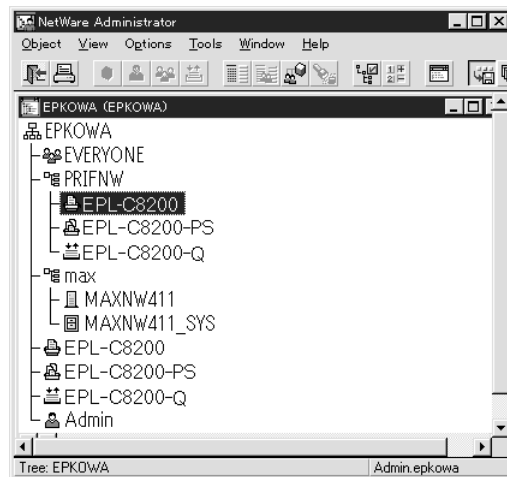 NetWare Administrator
Object View Options Tools Window Help
EPKOWA (EPKOWA)
EPKOWA
EVERYONE
PRIFNW
EPL-C8200
EPL-C8200-PS
EPL-C8200-Q
max
MAXNW411
MAXNW411_SYS
EPL-C8200
EPL-C8200-PS
EPL-C8200-Q
Admin
Tree: EPKOWA Admin.epkowa